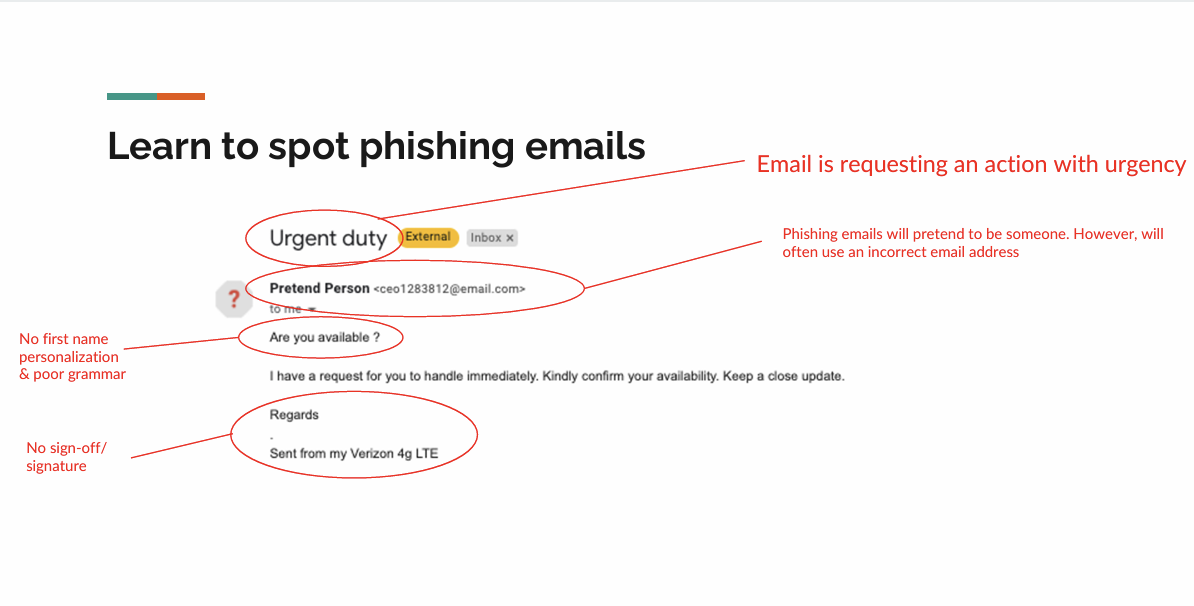 Learn to spot phishing emails
Email is requesting an action with urgency
Urgent duty External Inbox ×
Phishing emails will pretend to be someone. However, will
often use an incorrect email address
?
Pretend Person <ceo1283812@email.com>
to me
No first name
personalization
& poor grammar
Are you available ?
I have a request for you to handle immediately. Kindly confirm your availability. Keep a close update.
Regards
.
Sent from my Verizon 4g LTE
No sign-off/
signature